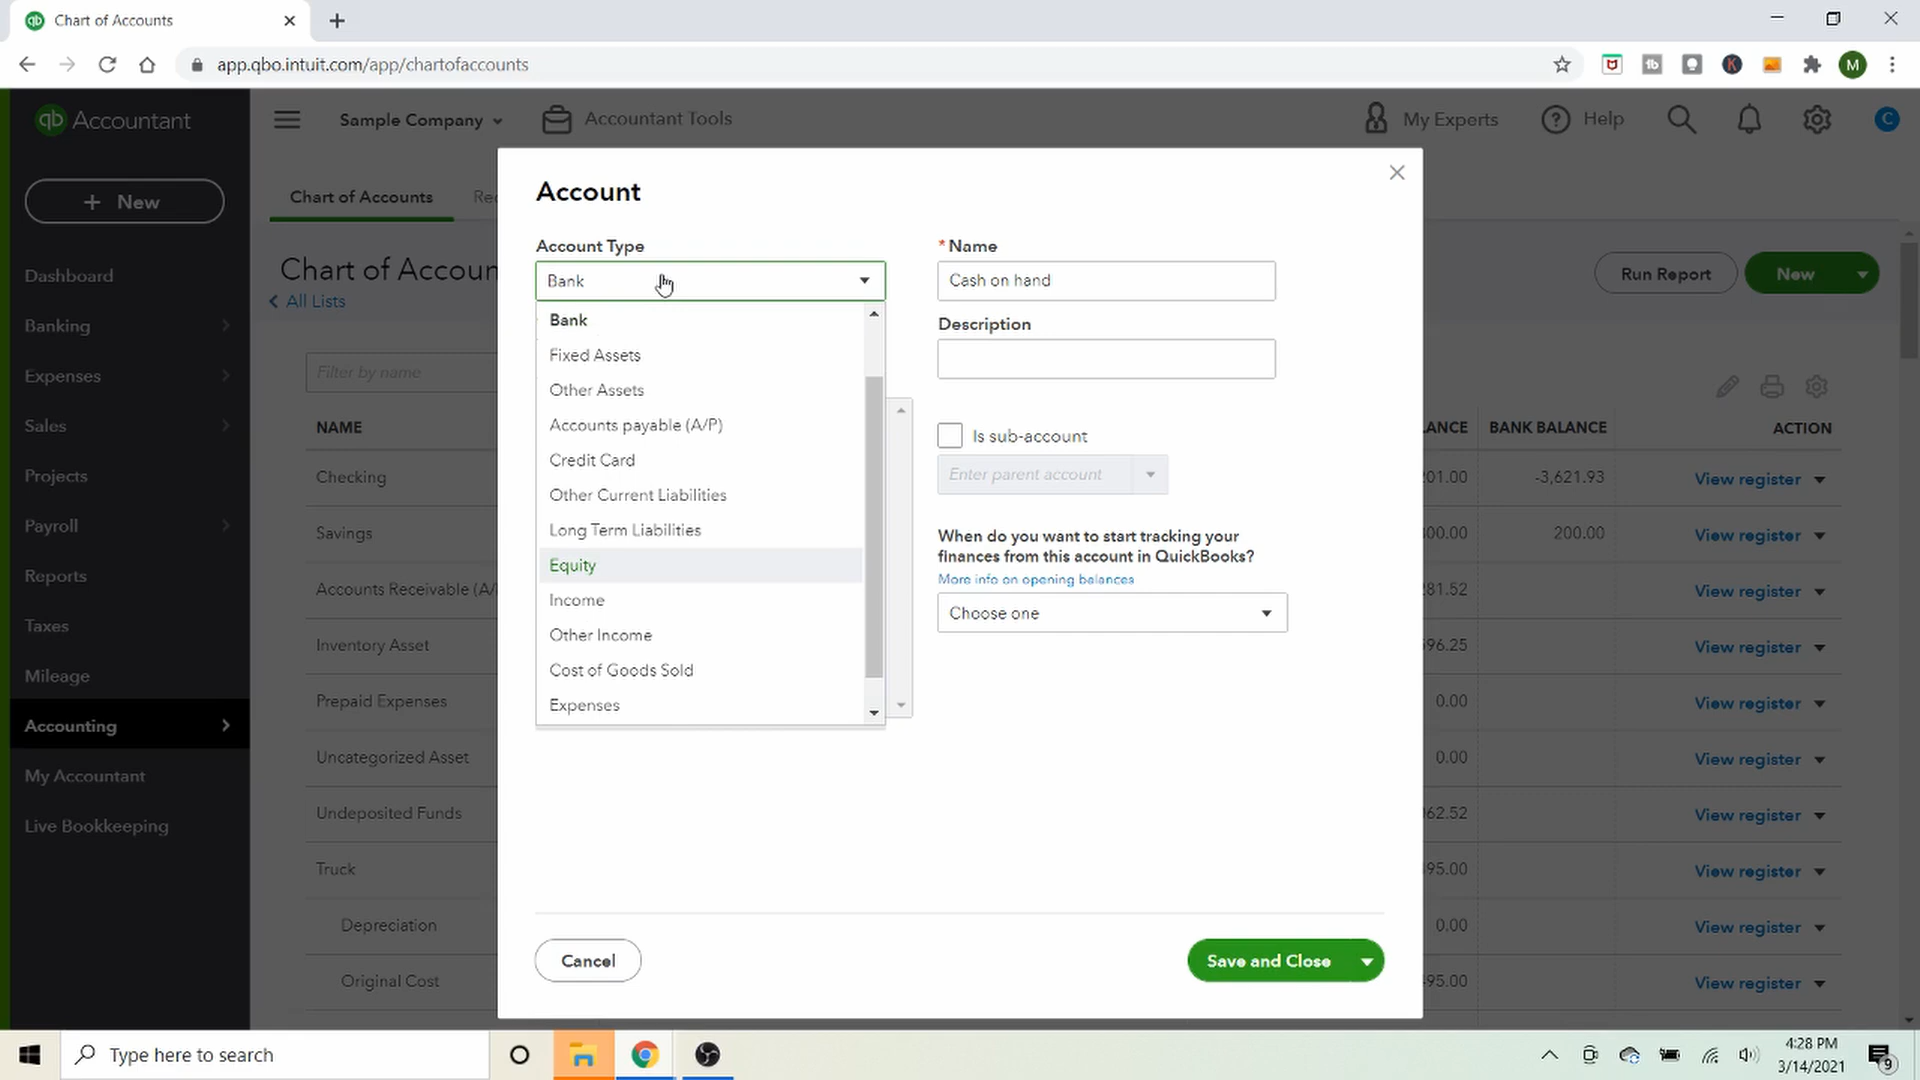 Chart of Accounts
app.qbo.intuit.com/app/chartofaccounts
M
qb Accountant
Sample Company
Accountant Tools
My Experts
Help
C
+ New
Dashboard
Banking
Expenses
Sales
Projects
Payroll
Reports
Taxes
Mileage
Accounting
My Accountant
Live Bookkeeping
Chart of Accounts
Rec
Chart of Accoun
All Lists
Run Report
New
Filter by name
NAME
LANCE
BANK BALANCE
ACTION
Checking
201.00
-3,621.93
View register
Savings
00.00
200.00
View register
Accounts Receivable (A/
281.52
View register
Inventory Asset
96.25
View register
Prepaid Expenses
0.00
View register
Uncategorized Asset
0.00
View register
Undeposited Funds
62.52
View register
Truck
95.00
View register
Depreciation
0.00
View register
Original Cost
95.00
View register
Account
Account Type
Bank
Bank
Fixed Assets
Other Assets
Accounts payable (A/P)
Credit Card
Other Current Liabilities
Long Term Liabilities
Equity
Income
Other Income
Cost of Goods Sold
Expenses
* Name
Cash on hand
Description
Is sub-account
Enter parent account
When do you want to start tracking your
finances from this account in QuickBooks?
More info on opening balances
Choose one
Cancel
Save and Close
Type here to search
4:28 PM
3/14/2021
9